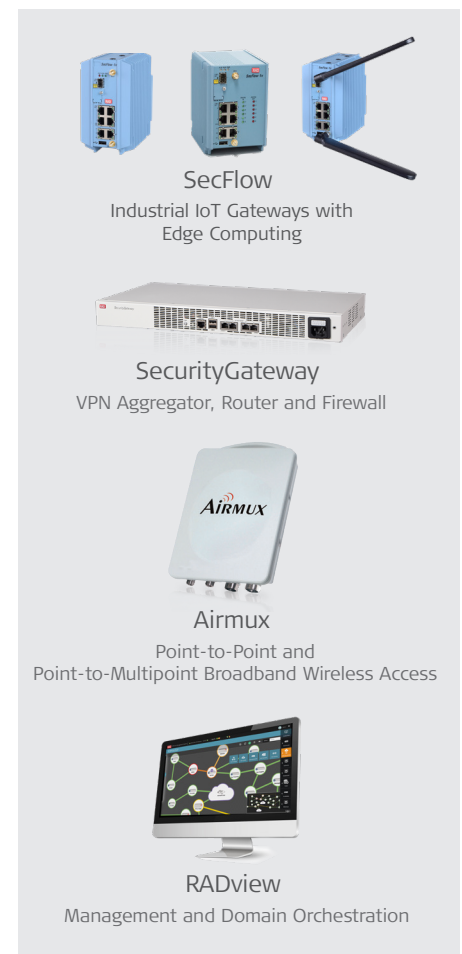 SecFlow
Industrial IoT Gateways with
Edge Computing
SecurityGateway
VPN Aggregator, Router and Firewall
AIRMUX
Airmux
Point-to-Point and
Point-to-Multipoint Broadband Wireless Access
RADview
Management and Domain Orchestration